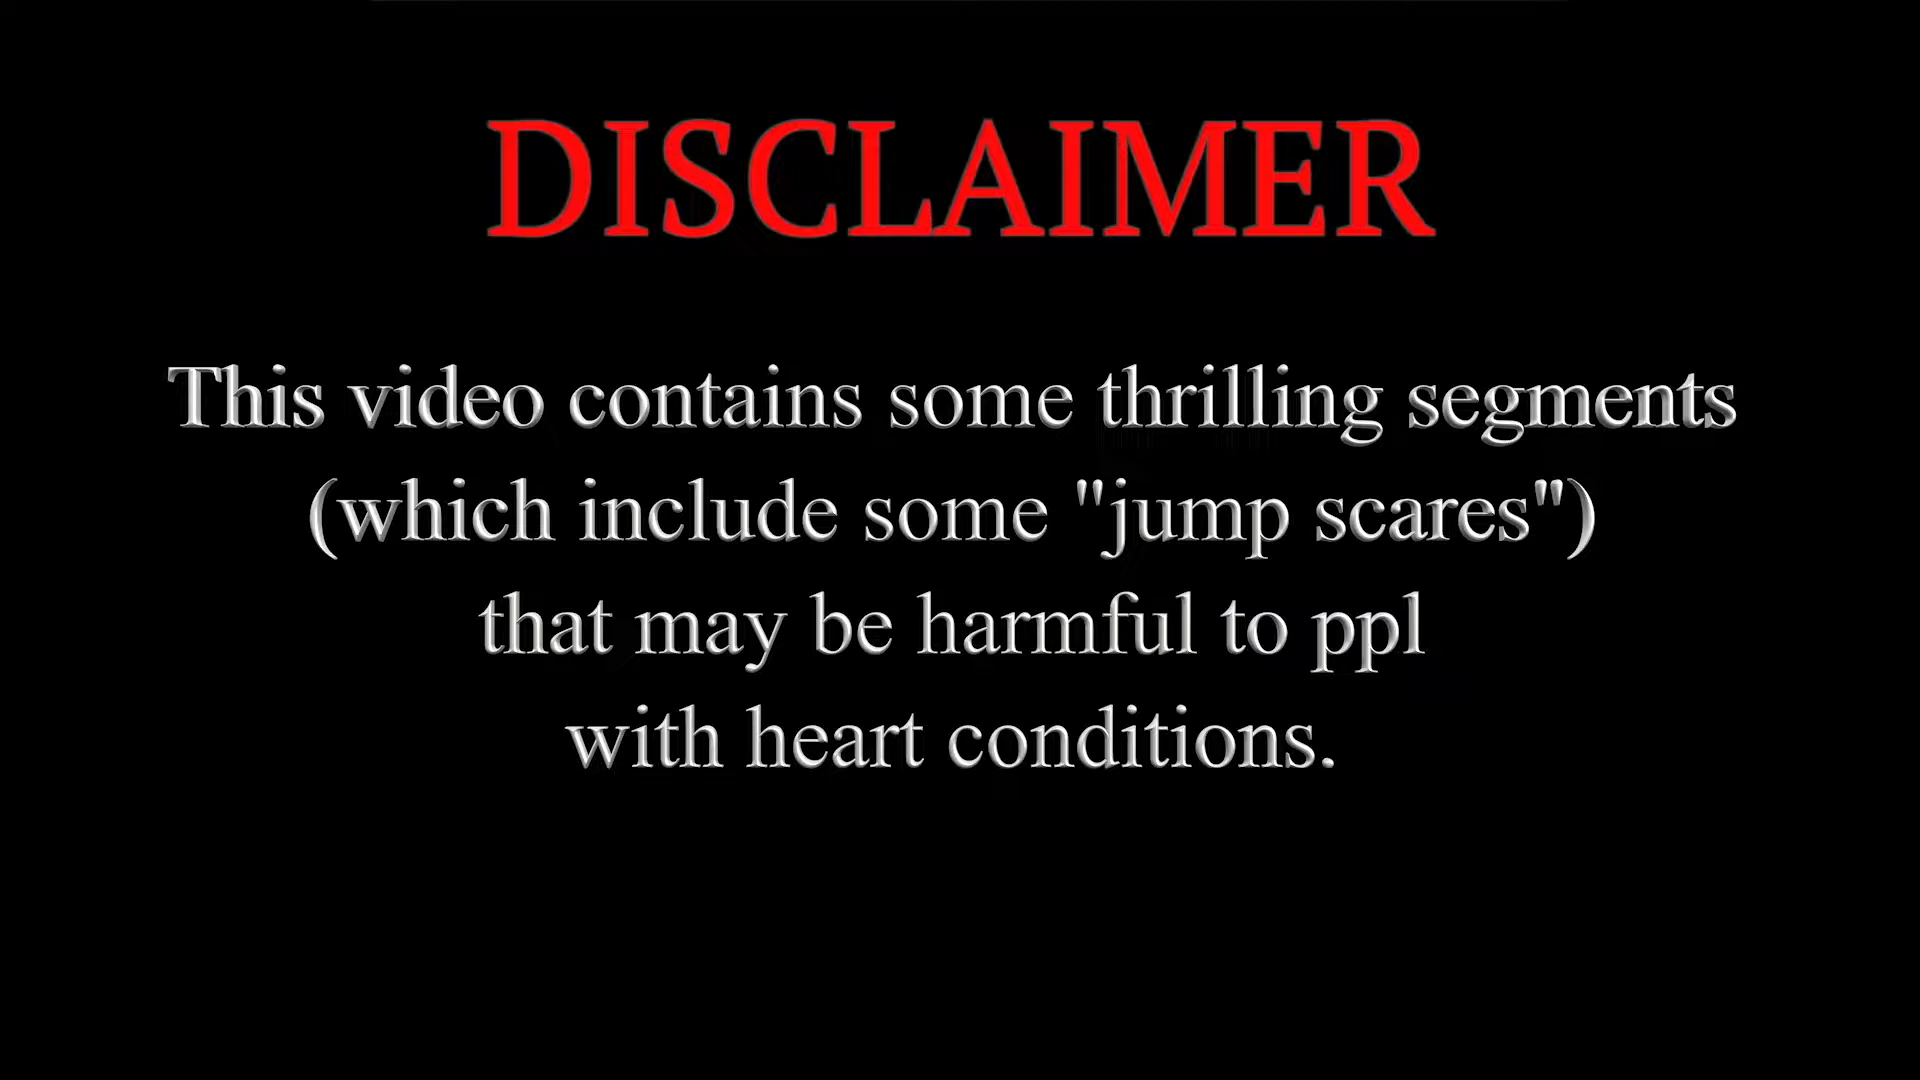 DISCLAIMER
This video contains some thrilling segments
(which include some "jump scares")
that may be harmful to ppl
with heart conditions.